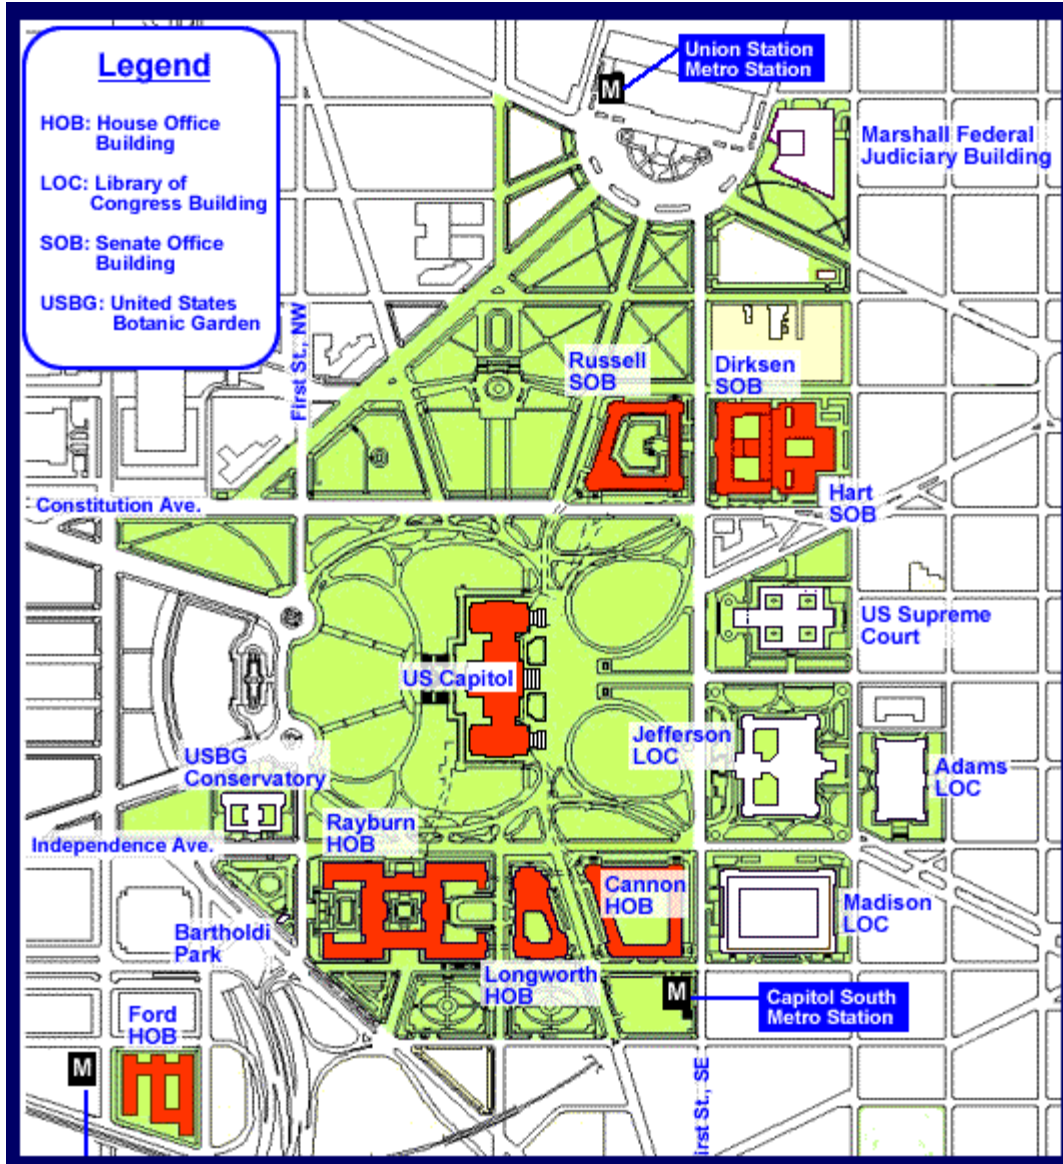 Legend
HOB: House Office
Building
LOC: Library of
Congress Building
SOB: Senate Office
Building
USBG: United States
Botanic Garden
Union Station
Metro Station
M
Marshall Federal
Judiciary Building
First St., NW
Russell
SOB
Dirksen
SOB
Hart
SOB
Constitution Ave.
US Supreme
Court
US Capitol
Jefferson
LOC
Adams
LOC
USBG
Conservatory
Rayburn
HOB
Independence Ave.
Cannon
HOB
Madison
LOC
Bartholdi
Park
Longworth
HOB
M
Capitol South
Metro Station
Ford
HOB
M
irst St., SE